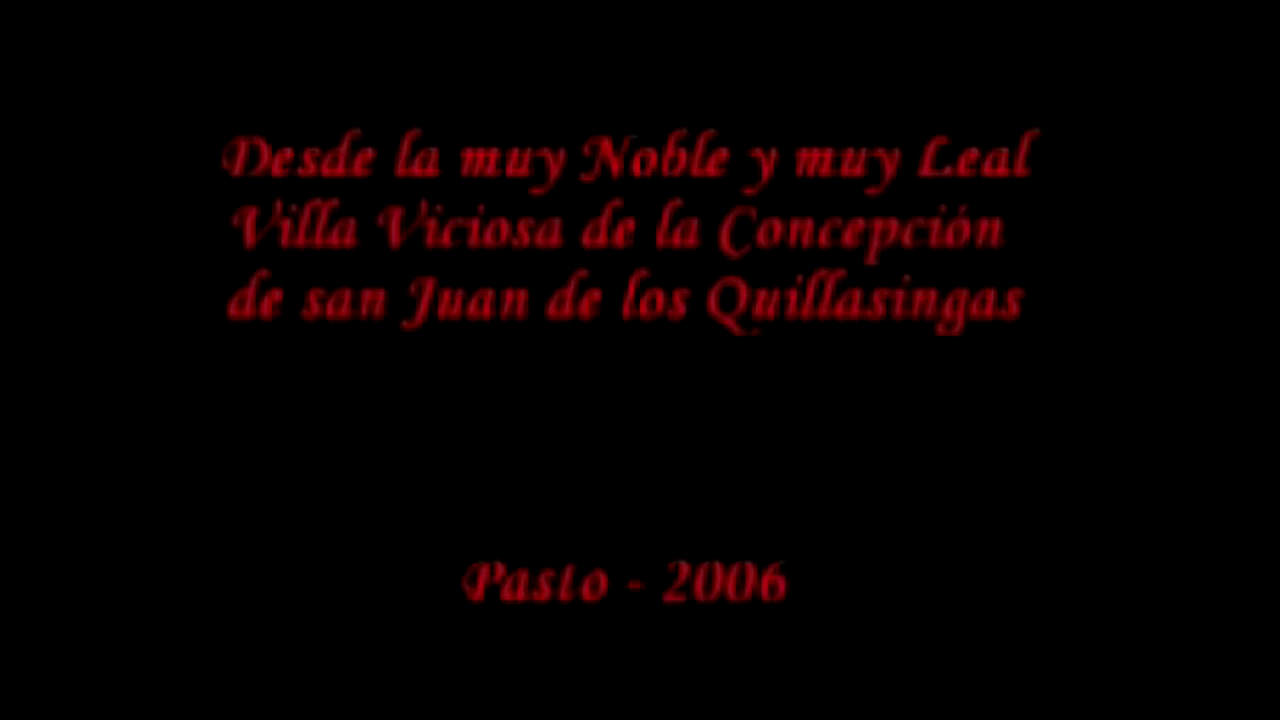 Desde la muy Noble y muy Leal
Villa Viciosa de la Concepción
de san Juan de los Quillasingas
Pasto - 2006